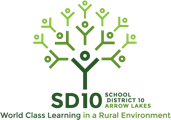 SD10 SCHOOL
DISTRICT 10
ARROW LAKES
World Class Learning in a Rural Environment